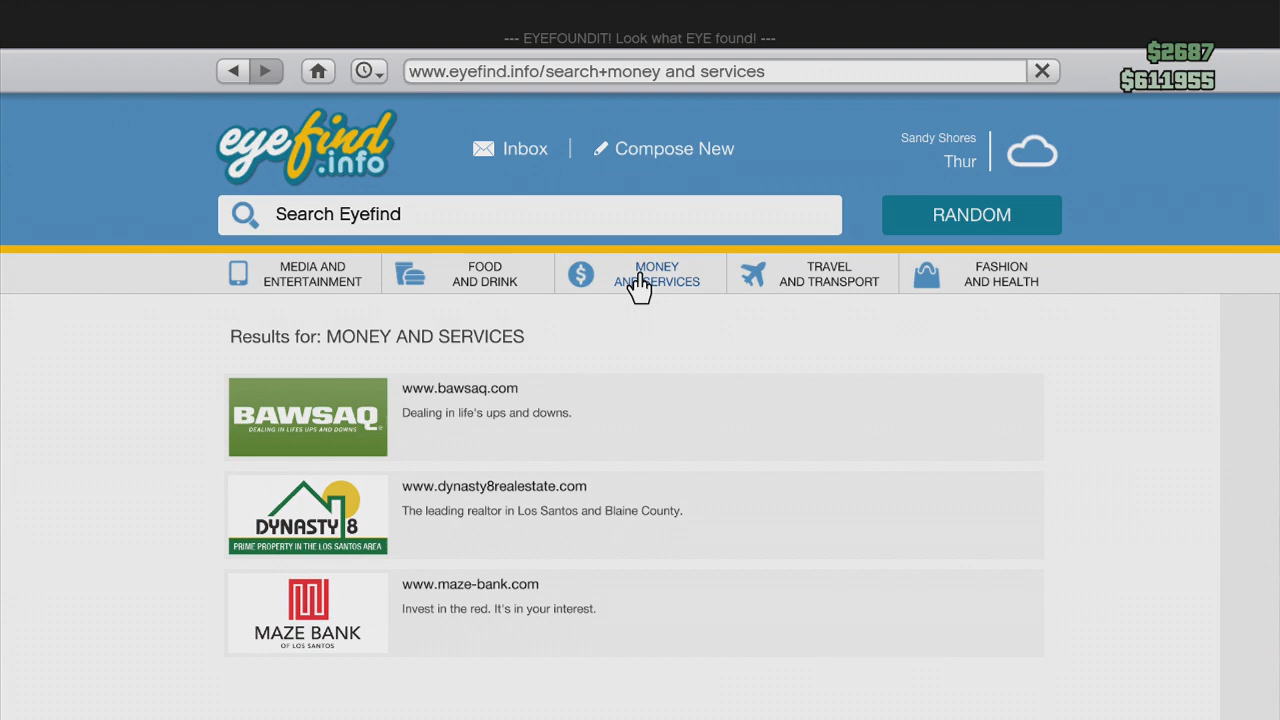 --- EYEFOUNDIT! Look what EYE found! ---
$2687
www.eyefind.info/search+money and services
$611955
eyefind
.info
Inbox
Compose New
Sandy Shores
Thur
Search Eyefind
RANDOM
MEDIA AND
ENTERTAINMENT
FOOD
AND DRINK
MONEY
AND SERVICES
TRAVEL
AND TRANSPORT
FASHION
AND HEALTH
Results for: MONEY AND SERVICES
BAWSAQ
DEALING IN LIFES UPS AND DOWNS
www.bawsaq.com
Dealing in life's ups and downs.
DYNASTY 8
PRIME PROPERTY IN THE LOS SANTOS AREA
www.dynasty8realestate.com
The leading realtor in Los Santos and Blaine County.
MAZE BANK
OF LOS SANTOS
www.maze-bank.com
Invest in the red. It's in your interest.